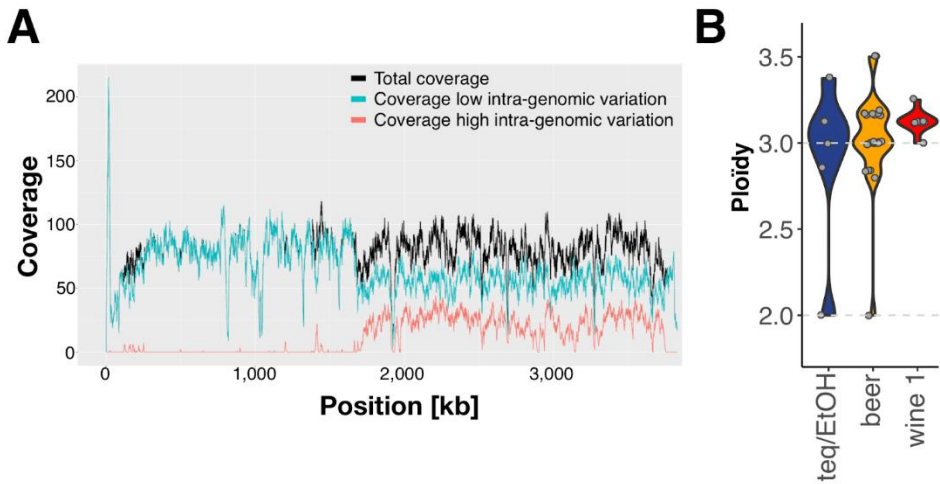 A
Total coverage
Coverage low intra-genomic variation
Coverage high intra-genomic variation
Coverage
200
150
100
50
0
0
1,000
2,000
3,000
Position [kb]
B
Ploïdy
3.5
3.0
2.5
2.0
teq/EtOH
beer
wine 1